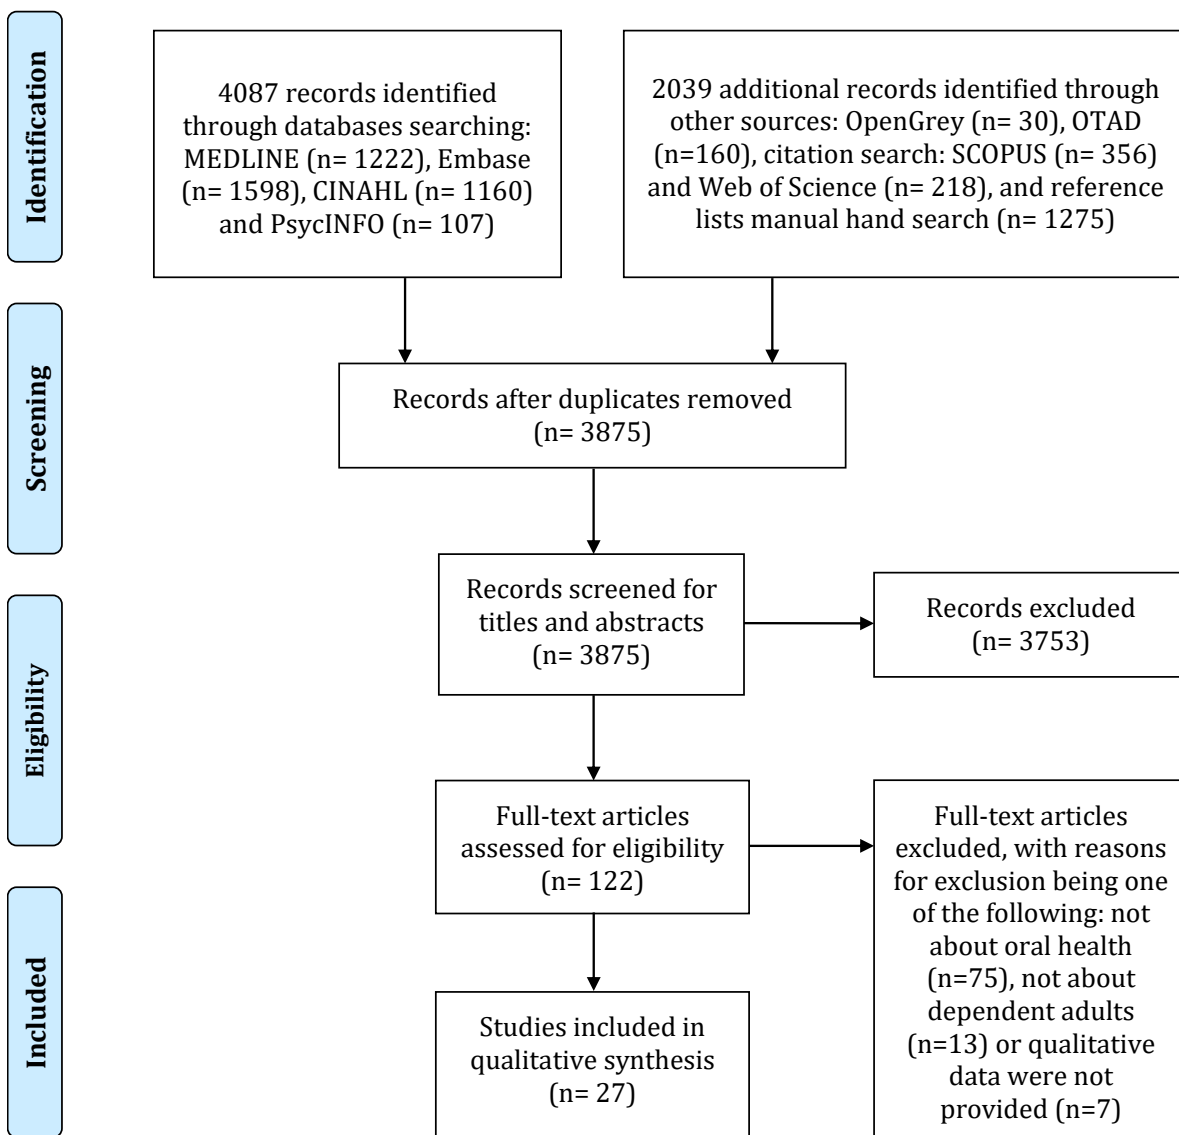 Identification
4087 records identified
through databases searching:
MEDLINE (n= 1222), Embase
(n= 1598), CINAHL (n= 1160)
and PsycINFO (n= 107)
2039 additional records identified through
other sources: OpenGrey (n= 30), OTAD
(n=160), citation search: SCOPUS (n= 356)
and Web of Science (n= 218), and reference
lists manual hand search (n= 1275)
Screening
Records after duplicates removed
(n= 3875)
Records screened for
titles and abstracts
(n= 3875)
Records excluded
(n= 3753)
Eligibility
Full-text articles
assessed for eligibility
(n= 122)
Full-text articles
excluded, with reasons
for exclusion being one
of the following: not
about oral health
(n=75), not about
dependent adults
(n=13) or qualitative
data were not
provided (n=7)
Included
Studies included in
qualitative synthesis
(n= 27)